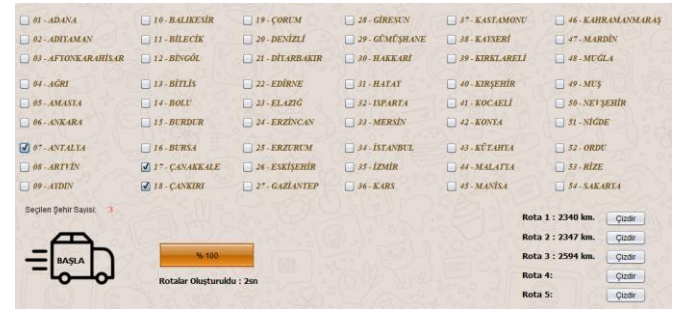 01 - ADANA 10 - BALIKESİR 19 - ÇORUM 28 - GİRESUN 37 - KASTAMONU 46 - KAHRAMANMARAŞ
02 - ADIYAMAN 11 - BİLECİK 20 - DENİZLİ 29 - GÜMÜŞHANE 38 - KAYSERİ 47 - MARDİN
03 - AFYONKARAHİSAR 12 - BİNGÖL 21 - DİYARBAKIR 30 - HAKKARİ 39 - KIRKLARELİ 48 - MUĞLA
04 - AĞRI 13 - BİTLİS 22 - EDİRNE 31 - HATAY 40 - KIRŞEHİR 49 - MUŞ
05 - AMASYA 14 - BOLU 23 - ELAZIĞ 32 - ISPARTA 41 - KOCAELİ 50 - NEVŞEHİR
06 - ANKARA 15 - BURDUR 24 - ERZİNCAN 33 - MERSİN 42 - KONYA 51 - NİĞDE
07 - ANTALYA 16 - BURSA 25 - ERZURUM 34 - İSTANBUL 43 - KÜTAHYA 52 - ORDU
08 - ARTVİN 17 - ÇANAKKALE 26 - ESKİŞEHİR 35 - İZMİR 44 - MALATYA 53 - RİZE
09 - AYDIN 18 - ÇANKIRI 27 - GAZİANTEP 36 - KARS 45 - MANİSA 54 - SAKARYA
Seçilen Şehir Sayisi: 3
BAŞLA
% 100
Rotalar Oluşturuldu : 2sn
Rota 1 : 2340 km. Çizdir
Rota 2 : 2347 km. Çizdir
Rota 3 : 2594 km. Çizdir
Rota 4: Çizdir
Rota 5: Çizdir